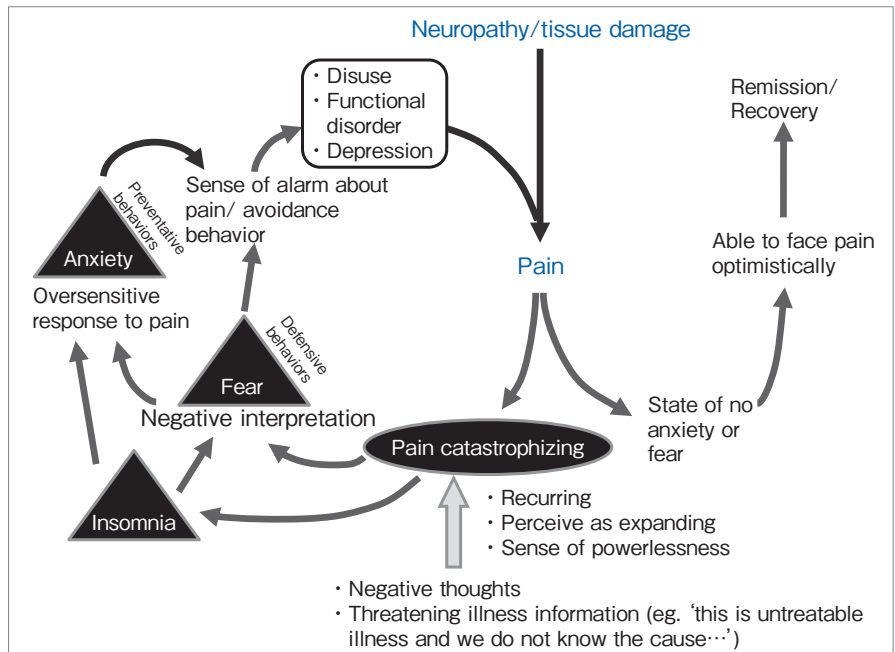 Neuropathy/tissue damage
· Disuse
· Functional
disorder
· Depression
Remission/
Recovery
Sense of alarm about
pain/ avoidance
behavior
Preventative
behaviors
Anxiety
Able to face pain
optimistically
Pain
Oversensitive
response to pain
Defensive
behaviors
Fear
Negative interpretation
State of no
anxiety or
fear
Pain catastrophizing
Insomnia
· Recurring
· Perceive as expanding
· Sense of powerlessness
· Negative thoughts
· Threatening illness information (eg. ‘this is untreatable
illness and we do not know the cause…’)